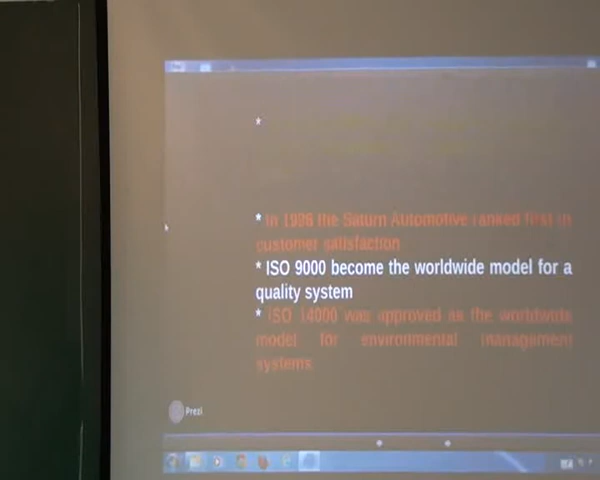 *
* In 1996 the Saturn Automotive ranked first in
customer satisfaction
* ISO 9000 become the worldwide model for a
quality system
* ISO 14000 was approved as the worldwide
model for environmental management
systems
Prezi